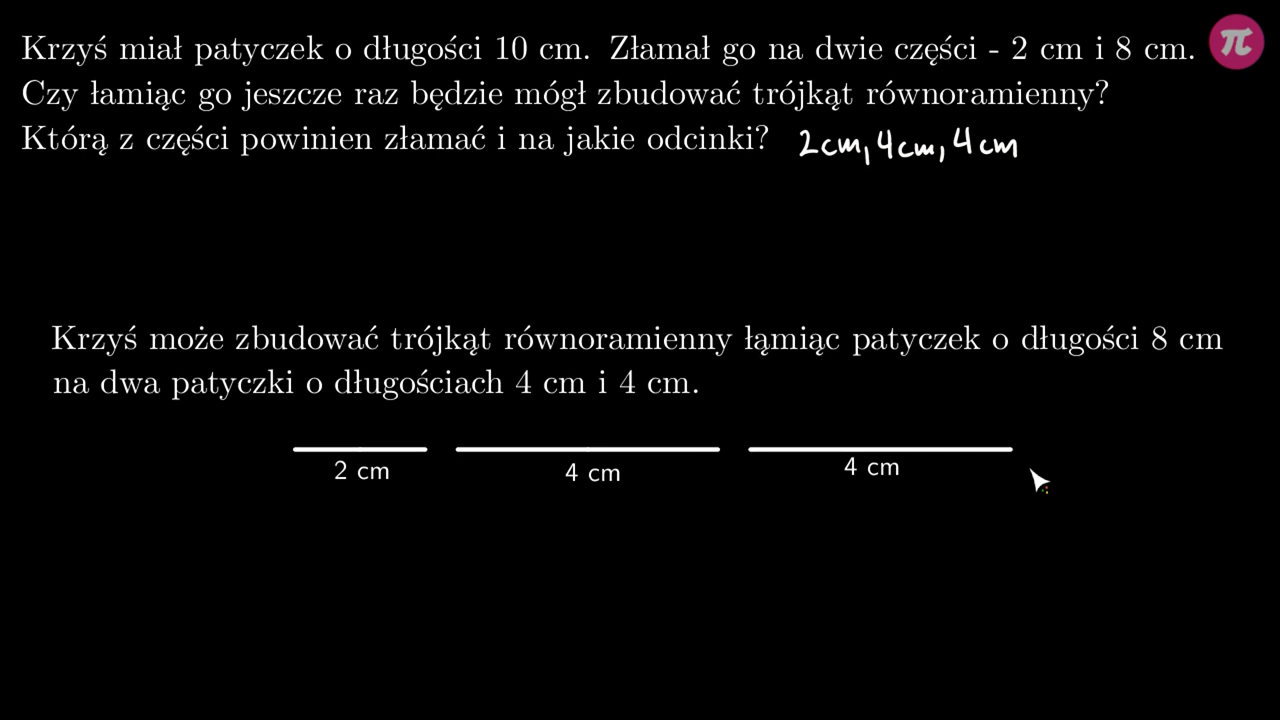 Krzyś miał patyczek o długości 10 cm. Złamał go na dwie części - 2 cm i 8 cm.
Czy łamiąc go jeszcze raz będzie mógł zbudować trójkąt równoramienny?
Którą z części powinien złamać i na jakie odcinki? 2cm, 4cm, 4cm
Krzyś może zbudować trójkąt równoramienny łąmiąc patyczek o długości 8 cm
na dwa patyczki o długościach 4 cm i 4 cm.
2 cm 4 cm 4 cm
π